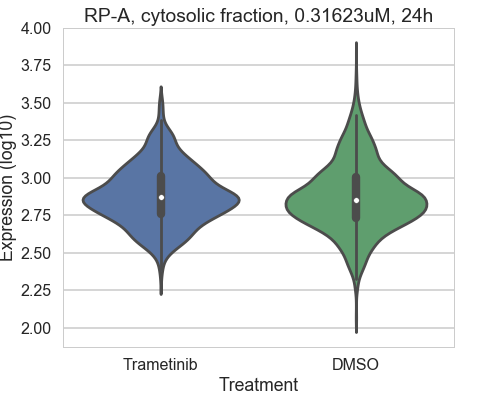 RP-A, cytosolic fraction, 0.31623uM, 24h
4.00
3.75
3.50
3.25
3.00
2.75
2.50
2.25
2.00
Expression (log10)
Trametinib DMSO
Treatment